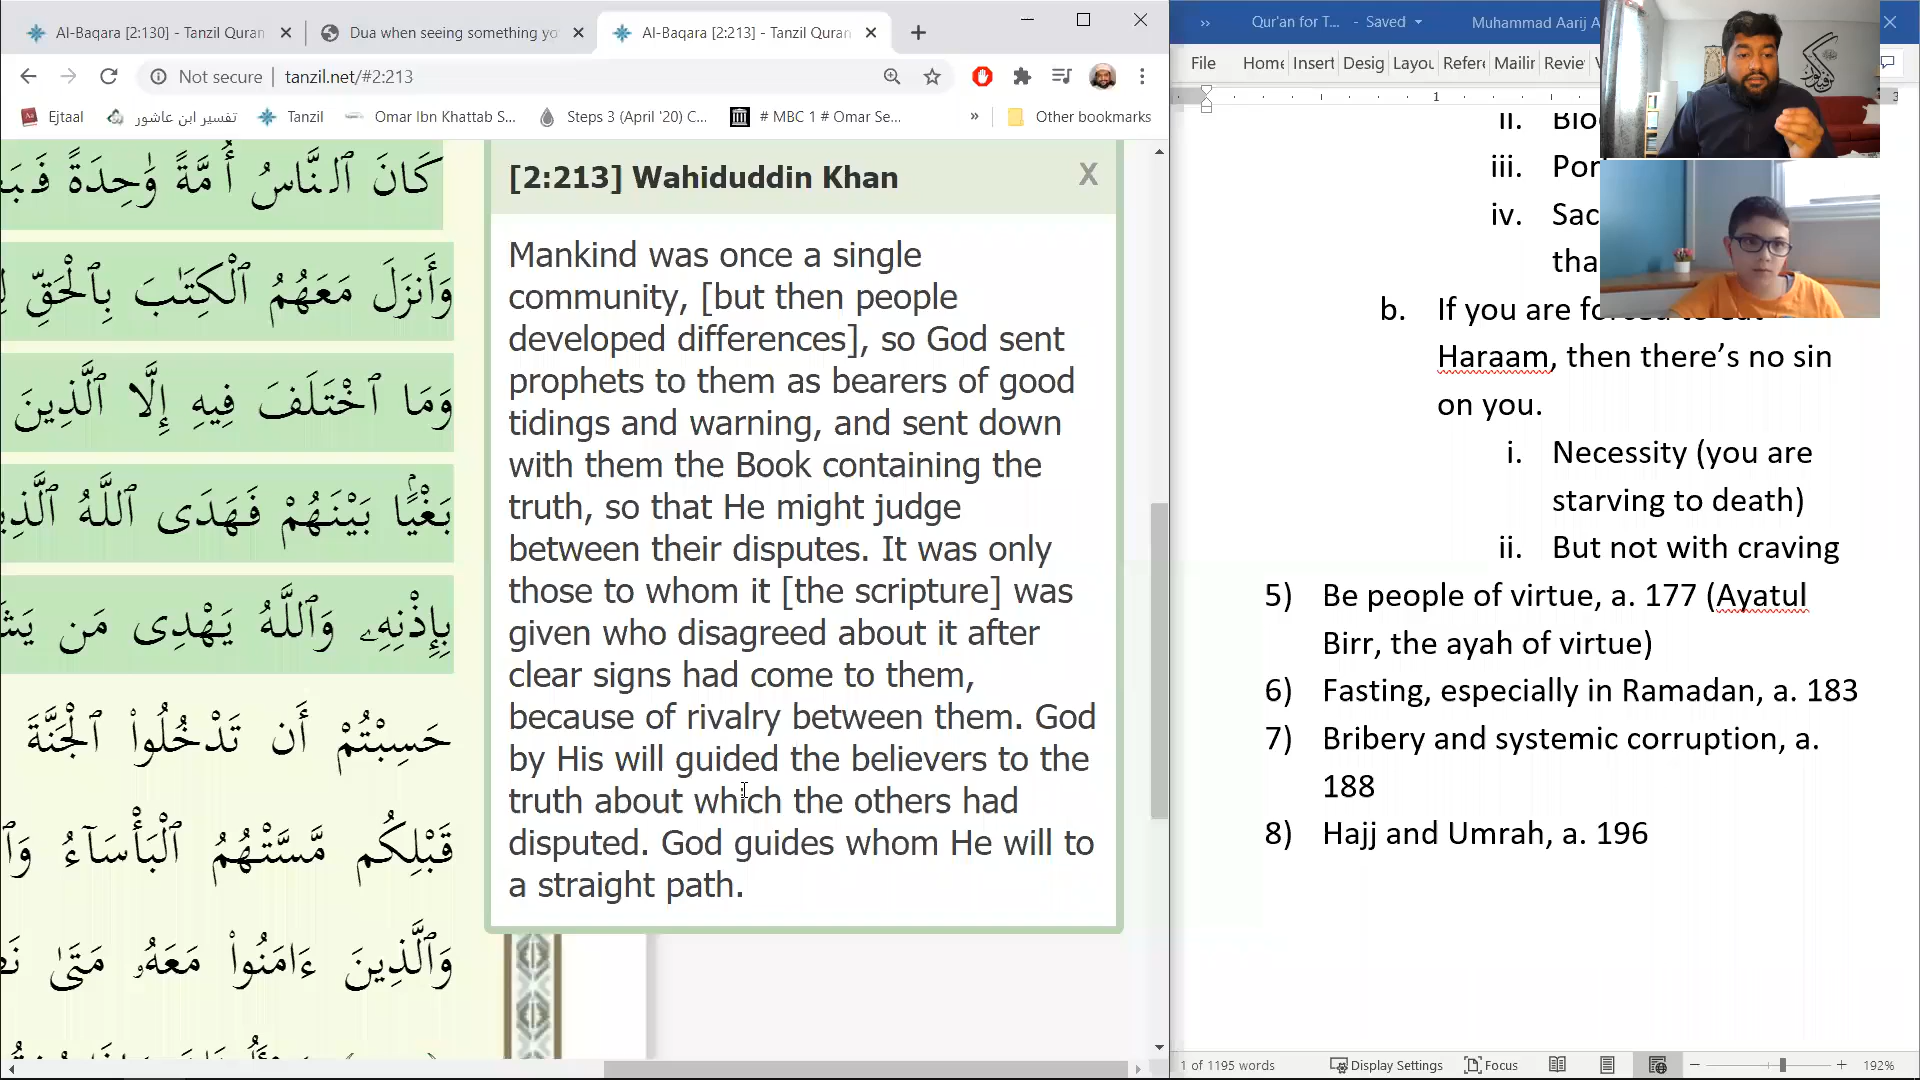 Al-Baqara [2:130] - Tanzil Quran
Dua when seeing something yo
Al-Baqara [2:213] - Tanzil Quran
Not secure | tanzil.net/#2:213
Ejtaal
تفسير ابن عاشور
Tanzil
Omar Ibn Khattab S...
Steps 3 (April '20) C...
# MBC 1 # Omar Se...
»
Other bookmarks
كَانَ ٱلنَّاسُ أُمَّةً وَٰحِدَةً
وَأَنزَلَ مَعَهُمُ ٱلْكِتَٰبَ بِٱلْحَقِّ
وَمَا ٱخْتَلَفَ فِيهِ إِلَّا ٱلَّذِينَ
بَغْيًۢا بَيْنَهُمْ فَهَدَى ٱللَّهُ
بِإِذْنِهِۦ وَٱللَّهُ يَهْدِى مَن
حَسِبْتُمْ أَن تَدْخُلُوا۟ ٱلْجَنَّةَ
قَبْلِكُم مَّسَّتْهُمُ ٱلْبَأْسَآءُ
وَٱلَّذِينَ ءَامَنُوا۟ مَعَهُۥ مَتَىٰ
[2:213] Wahiduddin Khan
X
Mankind was once a single
community, [but then people
developed differences], so God sent
prophets to them as bearers of good
tidings and warning, and sent down
with them the Book containing the
truth, so that He might judge
between their disputes. It was only
those to whom it [the scripture] was
given who disagreed about it after
clear signs had come to them,
because of rivalry between them. God
by His will guided the believers to the
truth about which the others had
disputed. God guides whom He will to
a straight path.
»
Qur'an for T... - Saved
Muhammad Aarij A
File Home Insert Desig Layou Refere Mailin Revie
1
3
ii. Bloo
iii. Por
iv. Sac
tha
b. If you are
Haraam, then there's no sin
on you.
i. Necessity (you are
starving to death)
ii. But not with craving
5) Be people of virtue, a. 177 (Ayatul
Birr, the ayah of virtue)
6) Fasting, especially in Ramadan, a. 183
7) Bribery and systemic corruption, a.
188
8) Hajj and Umrah, a. 196
1 of 1195 words
Display Settings
Focus
192%